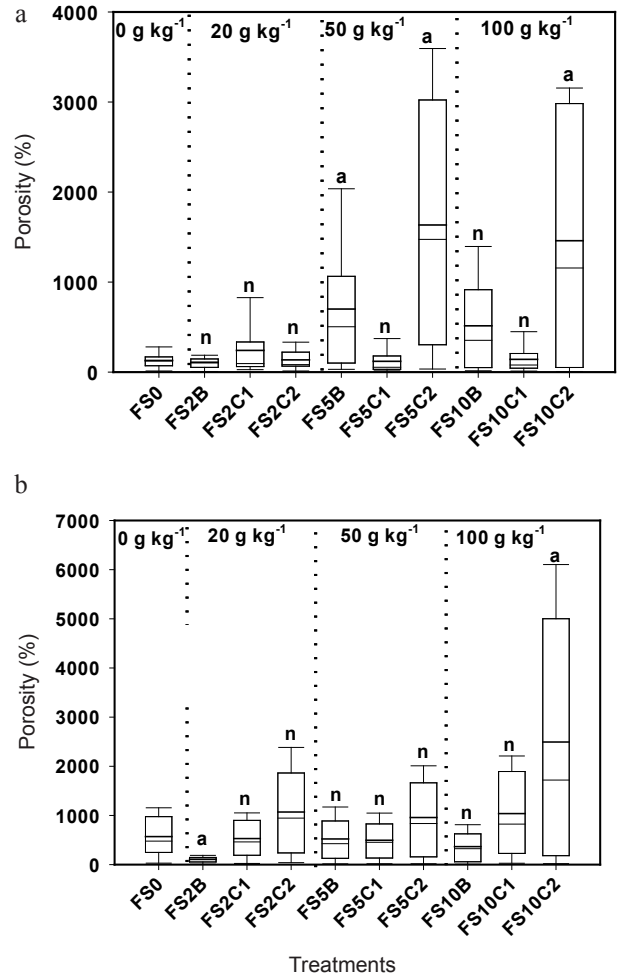 a
4000
0 g kg⁻¹ 20 g kg⁻¹ 50 g kg⁻¹ 100 g kg⁻¹
a a
3000
Porosity (%)
a
2000
n
n
1000
n n n n
0
FS0 FS2B FS2C1 FS2C2 FS5B FS5C1 FS5C2 FS10B FS10C1 FS10C2
b
7000
0 g kg⁻¹ 20 g kg⁻¹ 50 g kg⁻¹ 100 g kg⁻¹
a
6000
5000
Porosity (%)
4000
3000
n n n
2000
n n n n
1000
a
0
FS0 FS2B FS2C1 FS2C2 FS5B FS5C1 FS5C2 FS10B FS10C1 FS10C2
Treatments